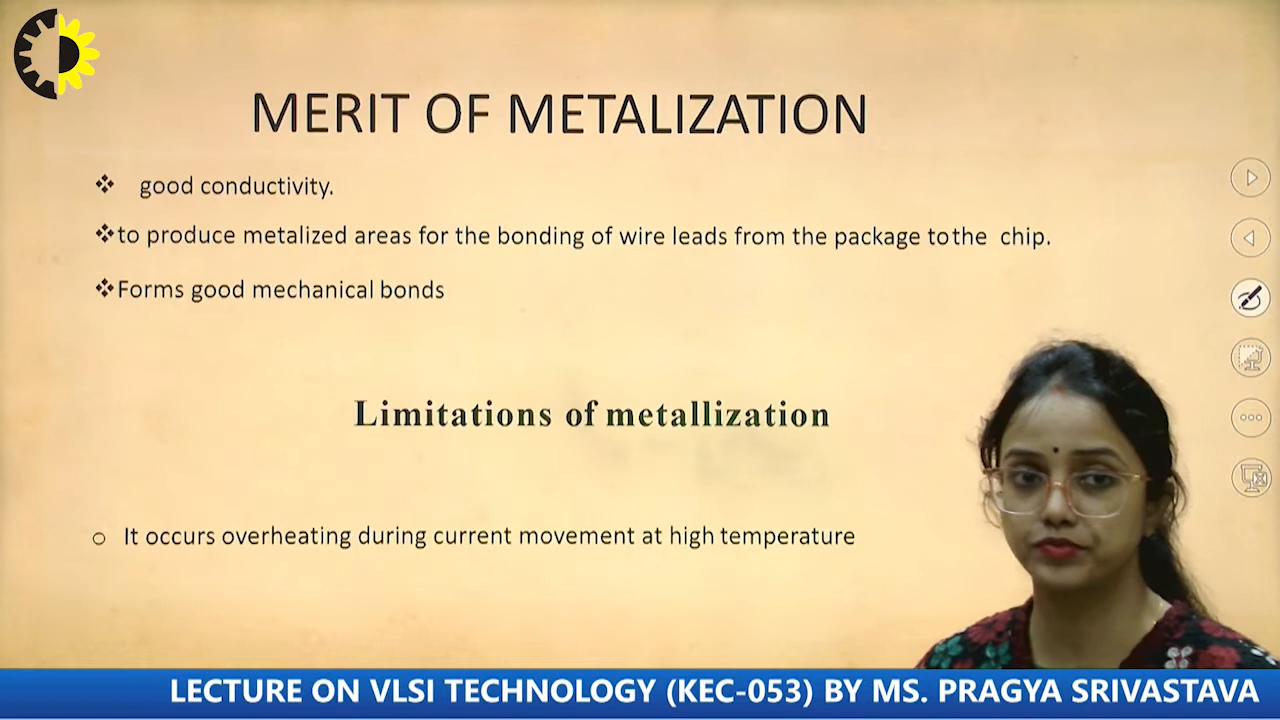 MERIT OF METALIZATION
❖ good conductivity.
❖to produce metalized areas for the bonding of wire leads from the package tothe chip.
❖Forms good mechanical bonds
Limitations of metallization
o It occurs overheating during current movement at high temperature
LECTURE ON VLSI TECHNOLOGY (KEC-053) BY MS. PRAGYA SRIVASTAVA